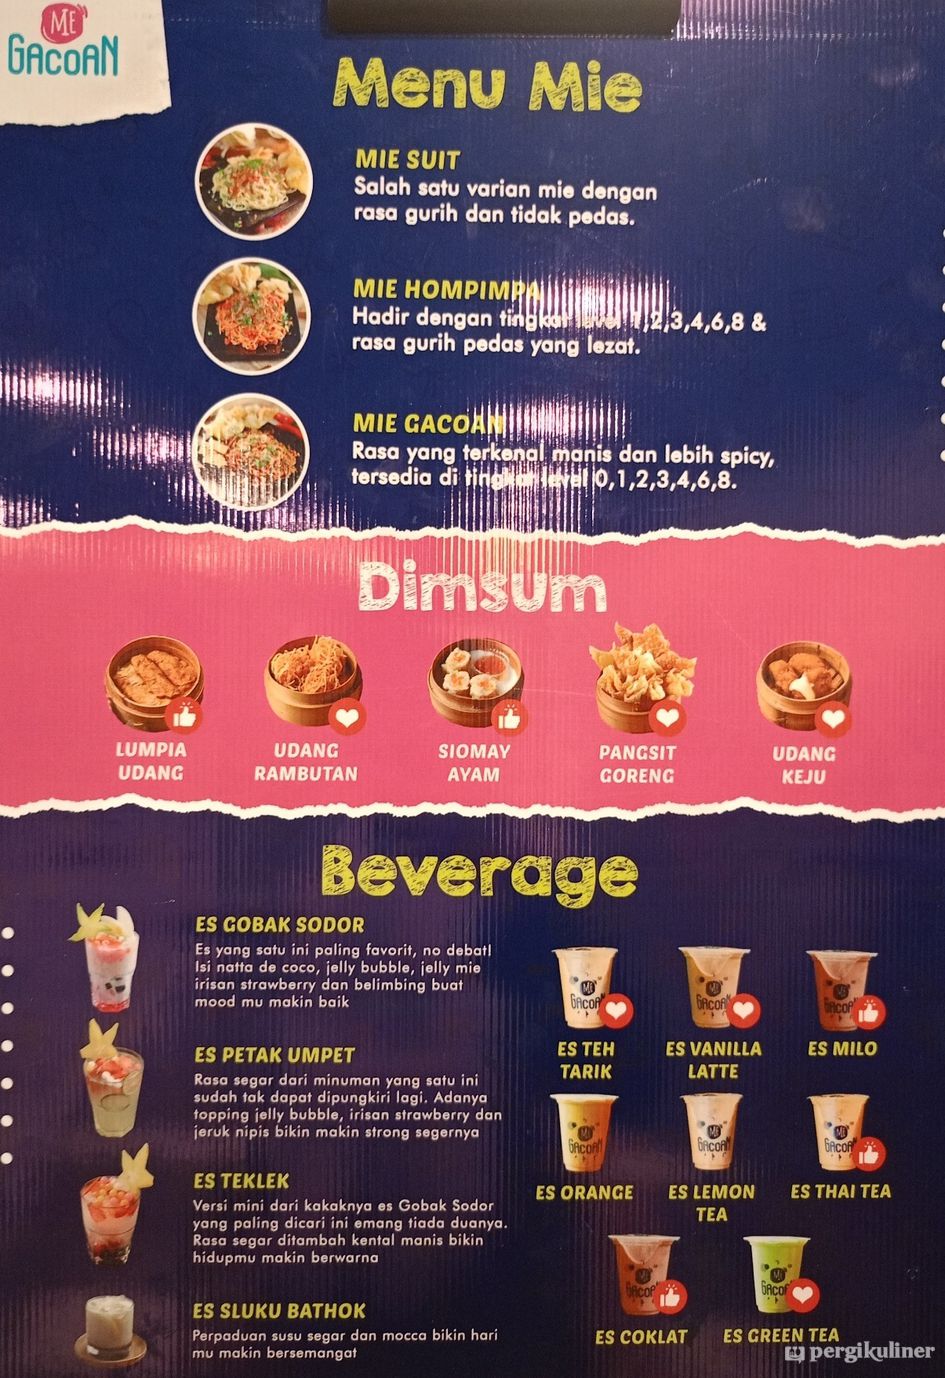 ME
GACOAN
Menu Mie
MIE SUIT
Salah satu varian mie dengan
rasa gurih dan tidak pedas.
MIE HOMPIMPA
Hadir dengan tingkat level 1,2,3,4,6,8 &
rasa gurih pedas yang lezat.
MIE GACOAN
Rasa yang terkenal manis dan lebih spicy,
tersedia di tingkat level 0,1,2,3,4,6,8.
Dimsum
LUMPIA
UDANG
UDANG
RAMBUTAN
SIOMAY
AYAM
PANGSIT
GORENG
UDANG
KEJU
Beverage
ES GOBAK SODOR
Es yang satu ini paling favorit, no debat!
Isi natta de coco, jelly bubble, jelly mie
irisan strawberry dan belimbing buat
mood mu makin baik
ES PETAK UMPET
Rasa segar dari minuman yang satu ini
sudah tak dapat dipungkiri lagi. Adanya
topping jelly bubble, irisan strawberry dan
jeruk nipis bikin makin strong segernya
ES TEKLEK
Versi mini dari kakaknya es Gobak Sodor
yang paling dicari ini emang tiada duanya.
Rasa segar ditambah kental manis bikin
hidupmu makin berwarna
ES SLUKU BATHOK
Perpaduan susu segar dan mocca bikin hari
mu makin bersemangat
ES TEH
TARIK
ES VANILLA
LATTE
ES MILO
ES ORANGE
ES LEMON
TEA
ES THAI TEA
ES COKLAT
ES GREEN TEA
pergikuliner